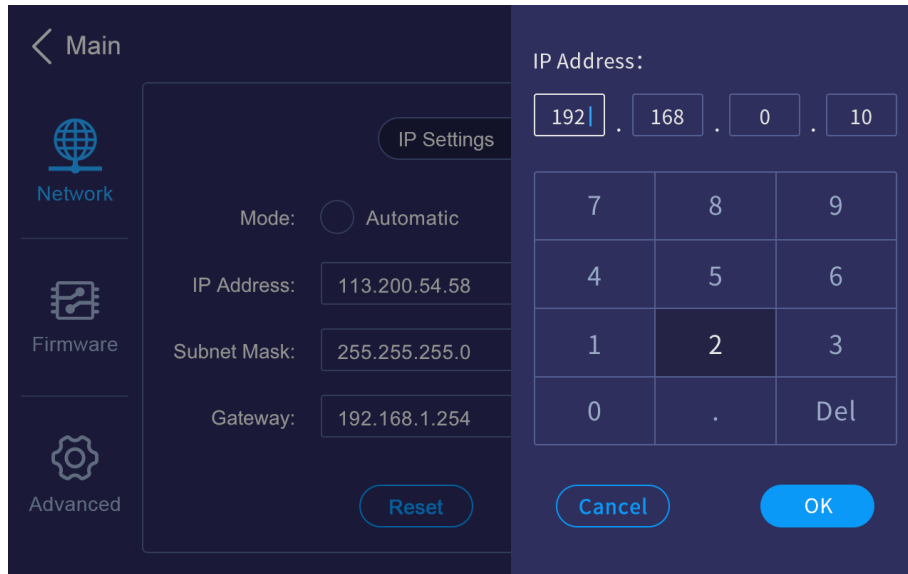 Main
Network
Firmware
Advanced
IP Settings
Mode: Automatic
IP Address: 113.200.54.58
Subnet Mask: 255.255.255.0
Gateway: 192.168.1.254
Reset
IP Address:
192 . 168 . 0 . 10
7 8 9
4 5 6
1 2 3
0 . Del
Cancel OK